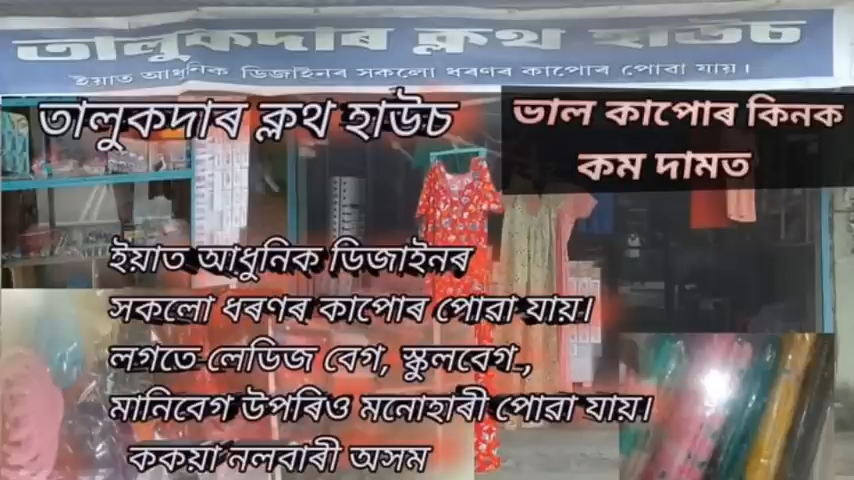 তালুকদাৰ ক্লথ হাউচ
ইয়াত আধুনিক ডিজাইনৰ সকলো ধৰণৰ কাপোৰ পোৱা যায়।
তালুকদাৰ ক্লথ হাউচ
ভাল কাপোৰ কিনক
কম দামত
ইয়াত আধুনিক ডিজাইনৰ
সকলো ধৰণৰ কাপোৰ পোৱা যায়।
লগতে লেডিজ বেগ, স্কুলবেগ,
মানিবেগ উপৰিও মনোহাৰী পোৱা যায়।
ককয়া নলবাৰী অসম